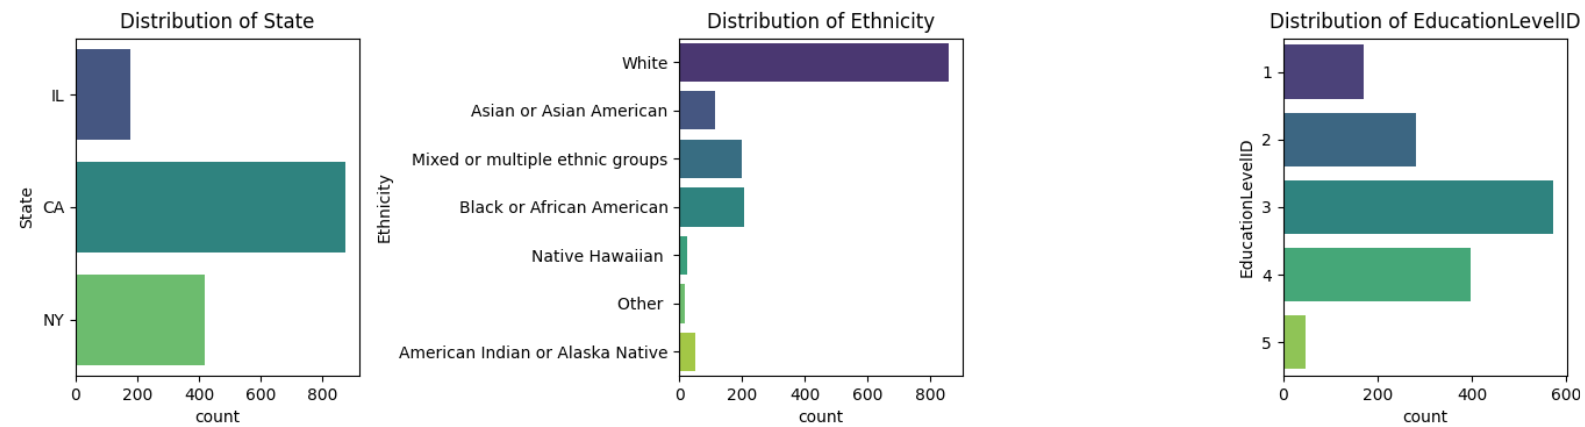 Distribution of State
State
IL
CA
NY
0 200 400 600 800
count
Distribution of Ethnicity
Ethnicity
White
Asian or Asian American
Mixed or multiple ethnic groups
Black or African American
Native Hawaiian
Other
American Indian or Alaska Native
0 200 400 600 800
count
Distribution of EducationLevelID
EducationLevelID
1
2
3
4
5
0 200 400 600
count